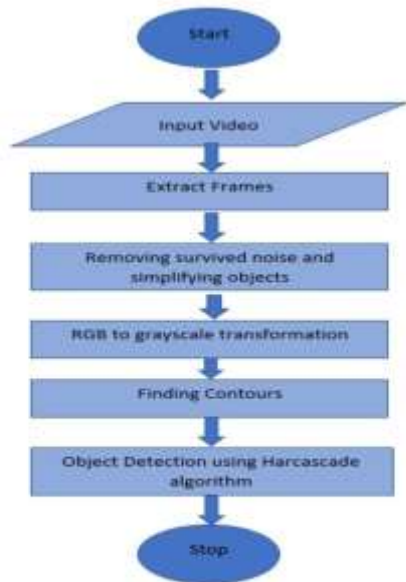 Start
Input Video
Extract Frames
Removing survived noise and
simplifying objects
RGB to grayscale transformation
Finding Contours
Object Detection using Harcascade
algorithm
Stop